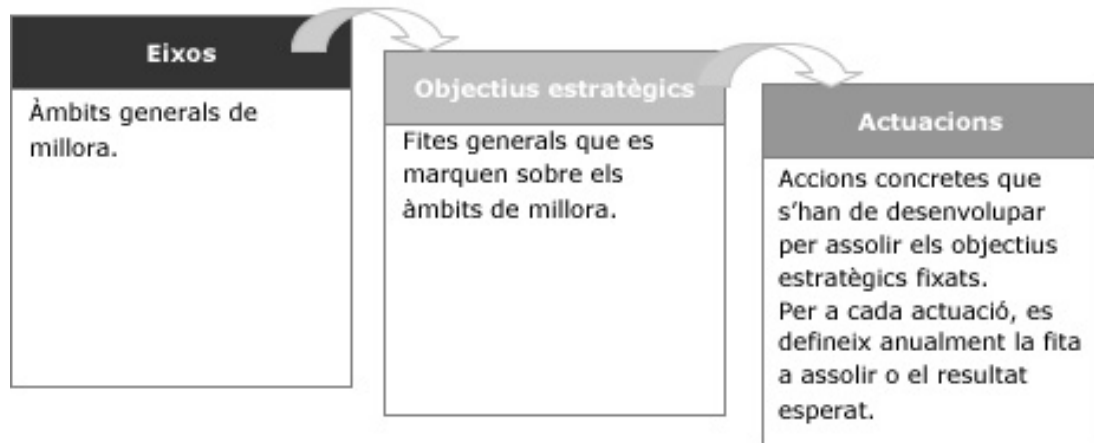 Eixos
Àmbits generals de
millora.
Objectius estratègics
Fites generals que es
marquen sobre els
àmbits de millora.
Actuacions
Accions concretes que
s'han de desenvolupar
per assolir els objectius
estratègics fixats.
Per a cada actuació, es
defineix anualment la fita
a assolir o el resultat
esperat.